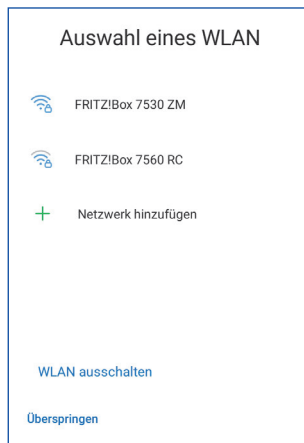 Auswahl eines WLAN
FRITZ!Box 7530 ZM
FRITZ!Box 7560 RC
Netzwerk hinzufügen
WLAN ausschalten
Überspringen